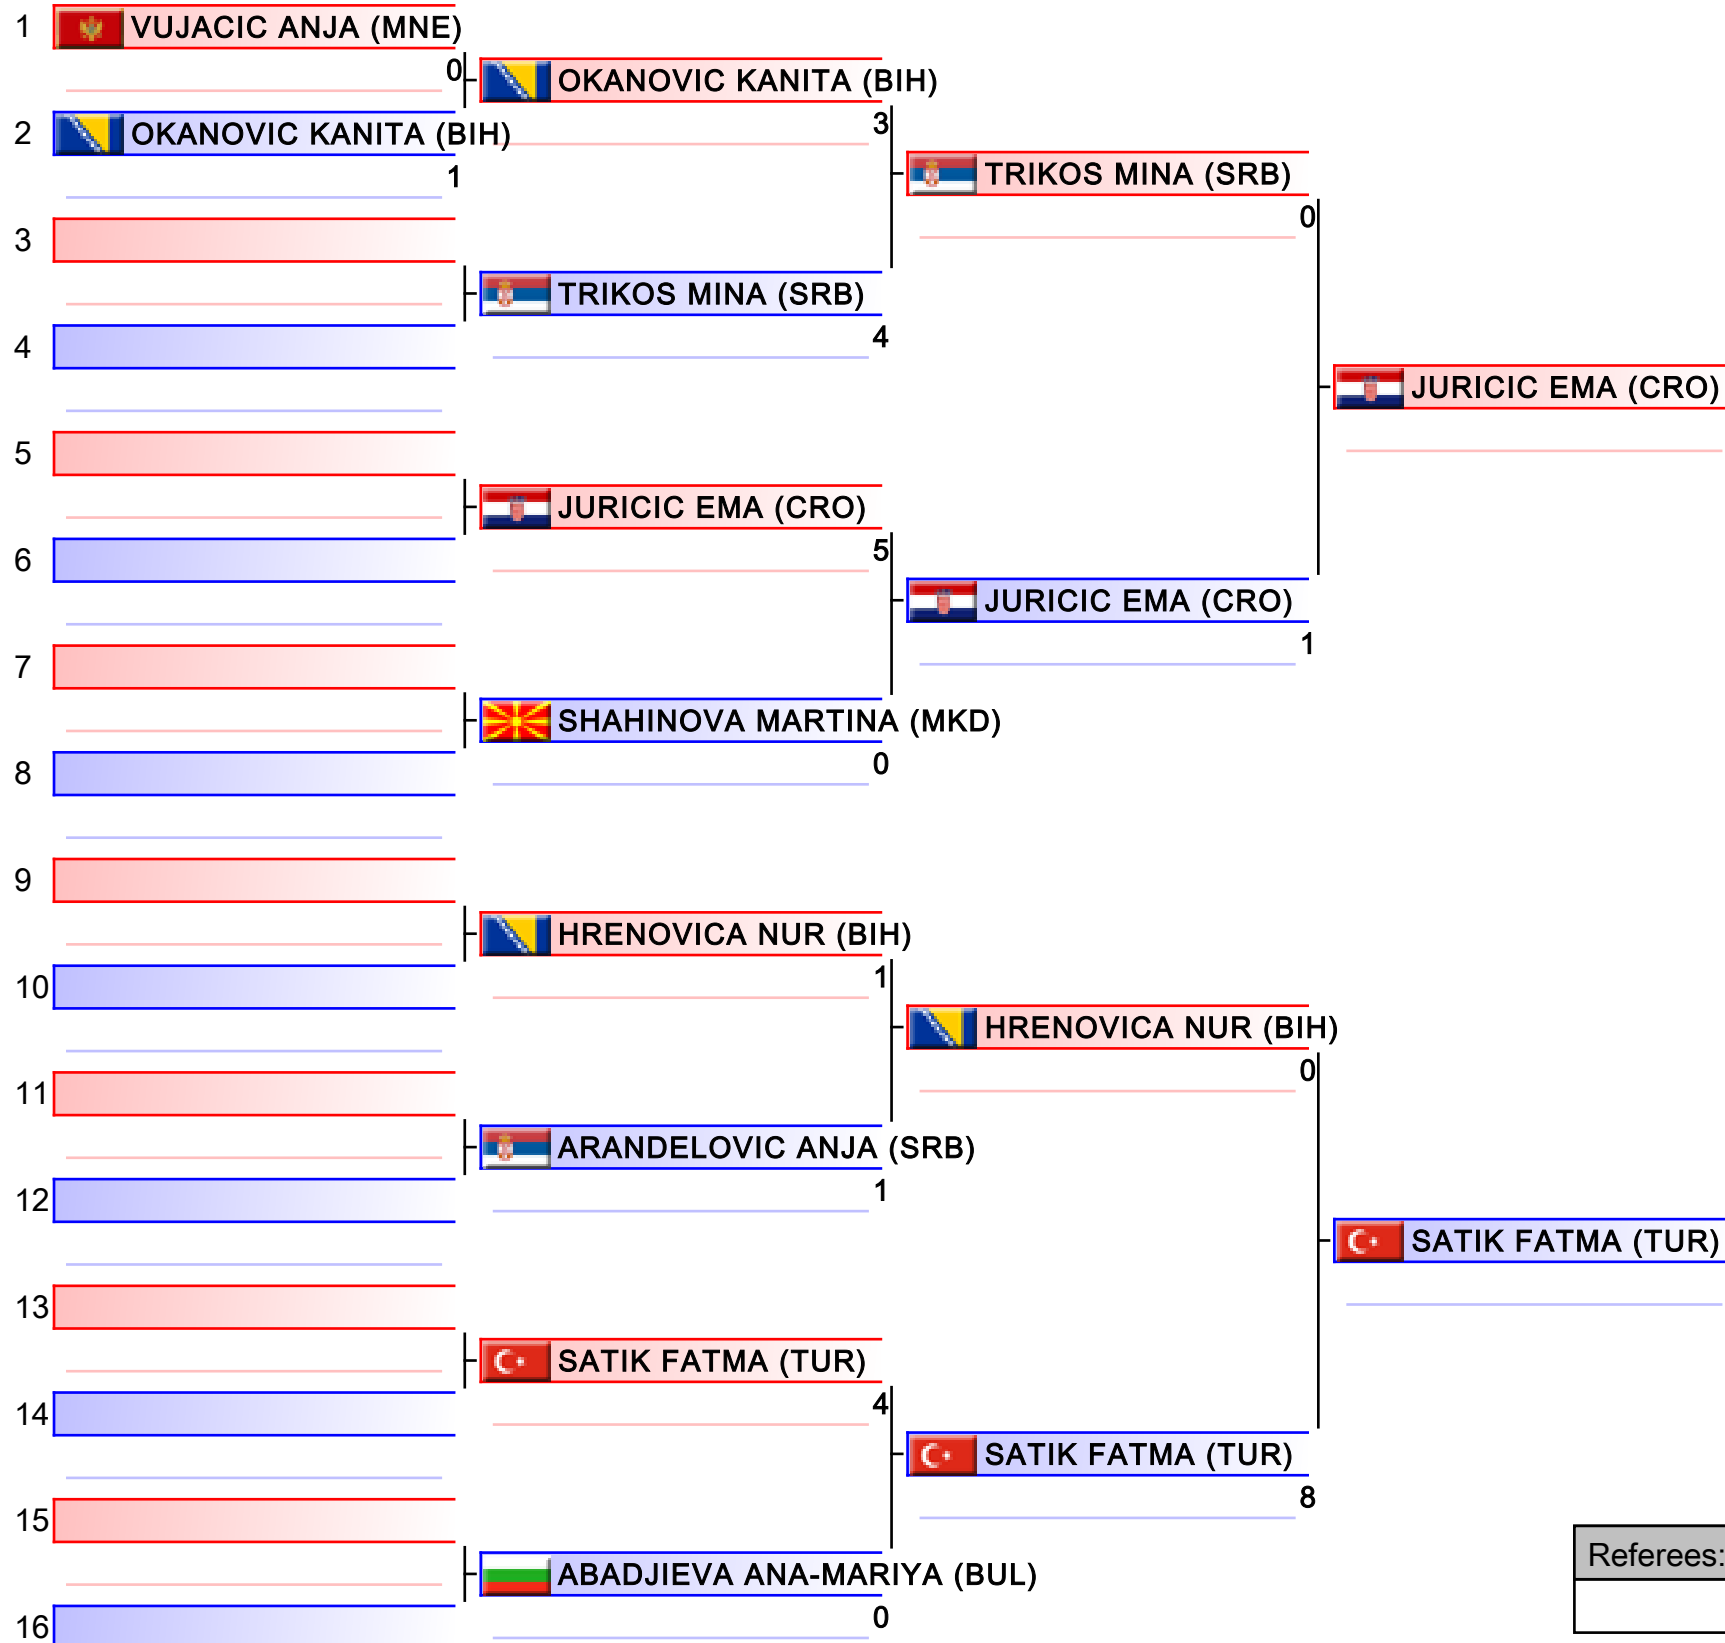 1 VUJACIC ANJA (MNE)
0
OKANOVIC KANITA (BIH)
3
2 OKANOVIC KANITA (BIH)
1
TRIKOS MINA (SRB)
0
3
TRIKOS MINA (SRB)
4
4
JURICIC EMA (CRO)
5
JURICIC EMA (CRO)
5
6
JURICIC EMA (CRO)
1
7
SHAHINOVA MARTINA (MKD)
0
8
9
HRENOVICA NUR (BIH)
1
10
HRENOVICA NUR (BIH)
0
11
ARANDELOVIC ANJA (SRB)
1
12
SATIK FATMA (TUR)
13
SATIK FATMA (TUR)
4
14
SATIK FATMA (TUR)
8
15
Referees:
ABADJIEVA ANA-MARIYA (BUL)
0
16